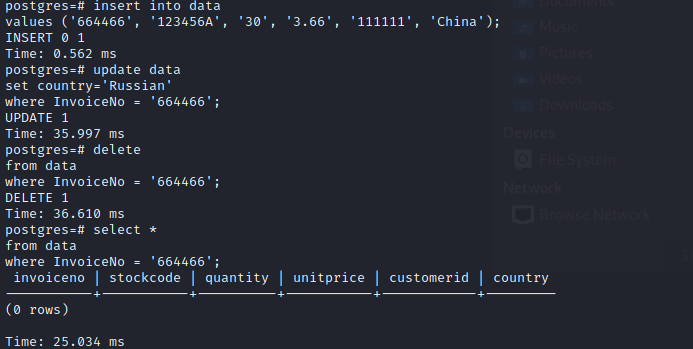 postgres=# insert into data
values ('664466', '123456A', '30', '3.66', '111111', 'China');
INSERT 0 1
Time: 0.562 ms
postgres=# update data
set country='Russian'
where InvoiceNo = '664466';
UPDATE 1
Time: 35.997 ms
postgres=# delete
from data
where InvoiceNo = '664466';
DELETE 1
Time: 36.610 ms
postgres=# select *
from data
where InvoiceNo = '664466';
 invoiceno | stockcode | quantity | unitprice | customerid | country
-----------+-----------+----------+-----------+------------+---------
(0 rows)
Time: 25.034 ms
Documents
Music
Pictures
Videos
Downloads
Devices
File System
Network
Browse Network